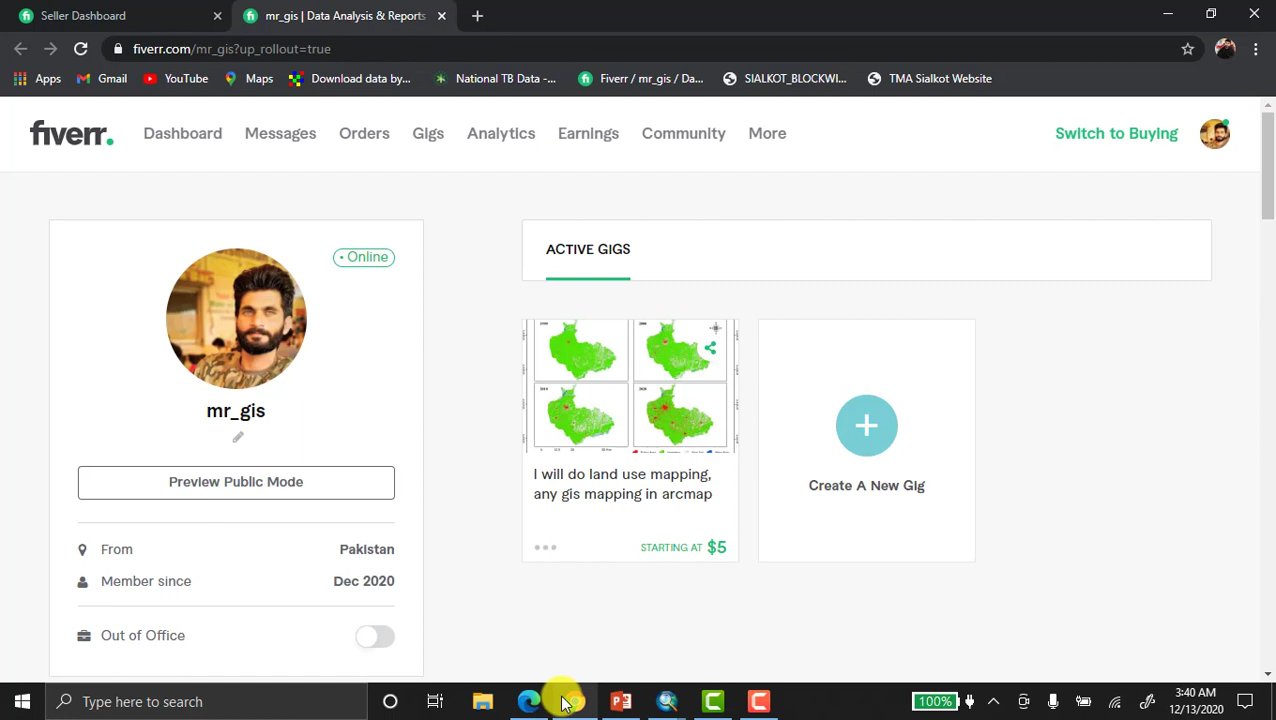 Seller Dashboard
mr_gis | Data Analysis & Reports
fiverr.com/mr_gis?up_rollout=true
Apps
Gmail
YouTube
Maps
Download data by...
National TB Data -...
Fiverr / mr_gis / Da...
SIALKOT_BLOCKWI...
TMA Sialkot Website
fiverr.
Dashboard
Messages
Orders
Gigs
Analytics
Earnings
Community
More
Switch to Buying
• Online
mr_gis
Preview Public Mode
From
Pakistan
Member since
Dec 2020
Out of Office
ACTIVE GIGS
I will do land use mapping,
any gis mapping in arcmap
STARTING AT $5
Create A New Gig
Type here to search
100%
3:40 AM
12/13/2020